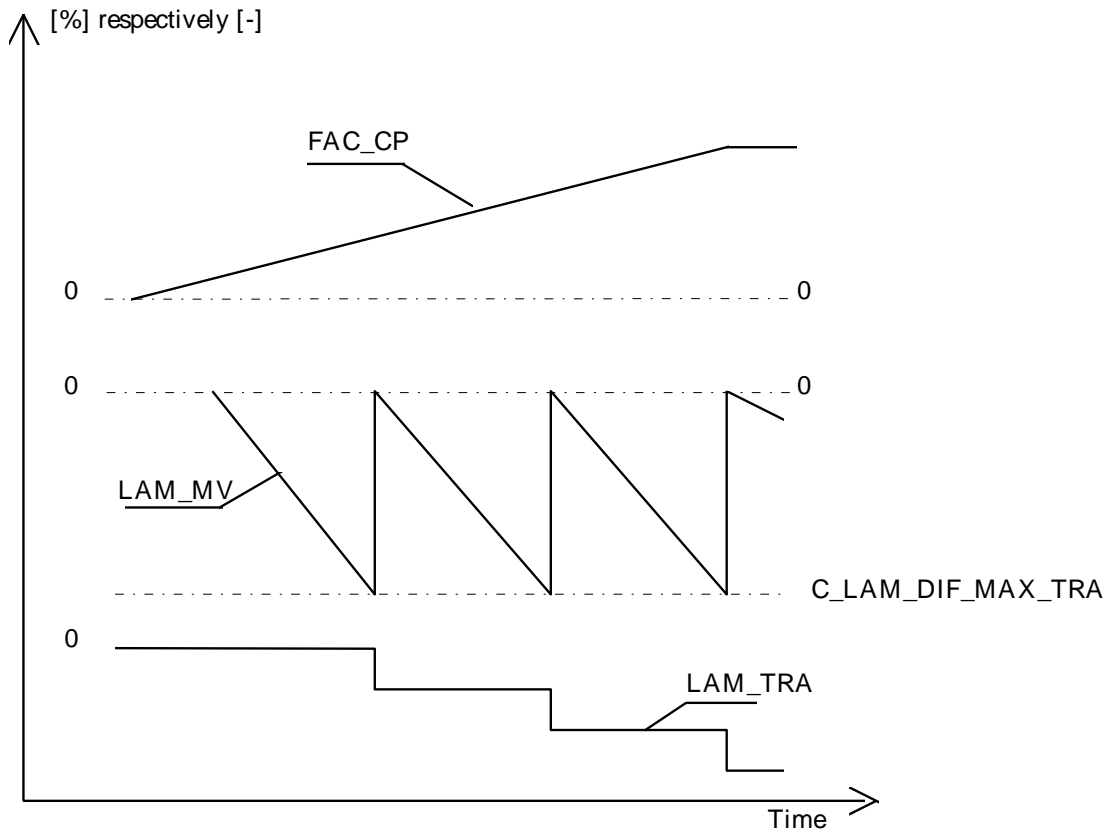 [%] respectively [-]
FAC_CP
0
0
0
0
LAM_MV
C_LAM_DIF_MAX_TRA
0
LAM_TRA
Time